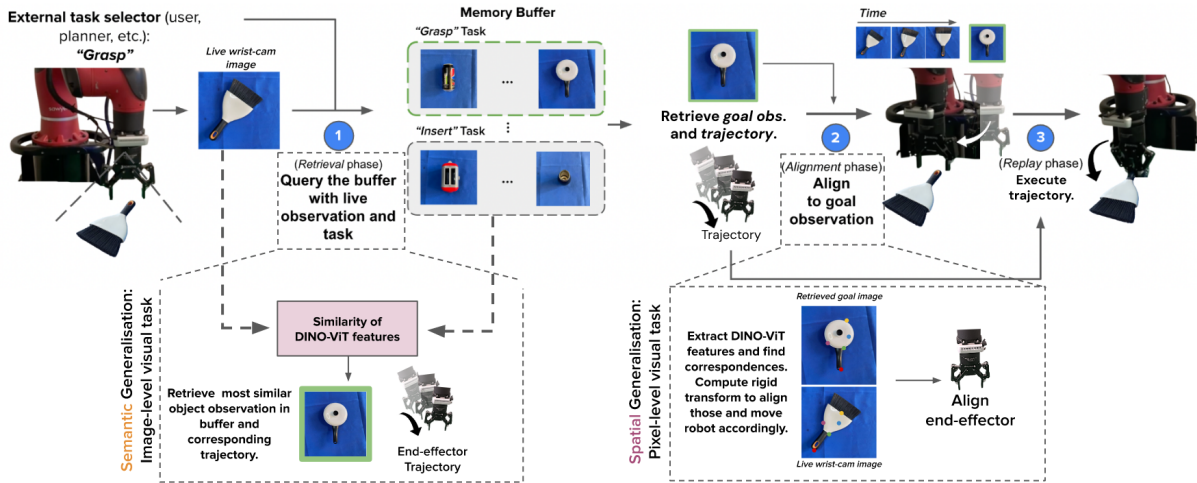 External task selector (user,
planner, etc.):
“Grasp”
Live wrist-cam
image
1
(Retrieval phase)
Query the buffer
with live
observation and
task
Memory Buffer
“Grasp” Task
...
...
“Insert” Task
...
Retrieve goal obs.
and trajectory.
Trajectory
2
(Alignment phase)
Align
to goal
observation
Time
3
(Replay phase)
Execute
trajectory.
Semantic Generalisation:
Image-level visual task
Similarity of
DINO-ViT features
Retrieve most similar
object observation in
buffer and
corresponding
trajectory.
End-effector
Trajectory
Spatial Generalisation:
Pixel-level visual task
Extract DINO-ViT
features and find
correspondences.
Compute rigid
transform to align
those and move
robot accordingly.
Retrieved goal image
Live wrist-cam image
Align
end-effector